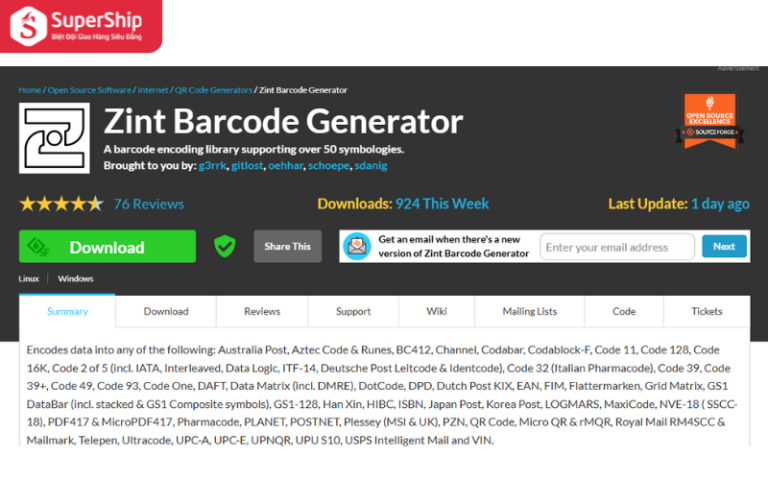 SuperShip
Biệt Đội Giao Hàng Siêu Đẳng
Advertisement
Home / Open Source Software / Internet / QR Code Generators / Zint Barcode Generator
Zint Barcode Generator
A barcode encoding library supporting over 50 symbologies.
Brought to you by: g3rrk, gitlost, oehhar, schoepe, sdanig
OPEN SOURCE
EXCELLENCE
SOURCEFORGE
76 Reviews
Downloads: 924 This Week
Last Update: 1 day ago
Download
Share This
Get an email when there's a new
version of Zint Barcode Generator
Enter your email address
Next
Linux
Windows
Summary
Download
Reviews
Support
Wiki
Mailing Lists
Code
Tickets
Encodes data into any of the following: Australia Post, Aztec Code & Runes, BC412, Channel, Codabar, Codablock-F, Code 11, Code 128, Code
16K, Code 2 of 5 (incl. IATA, Interleaved, Data Logic, ITF-14, Deutsche Post Leitcode & Identcode), Code 32 (Italian Pharmacode), Code 39, Code
39+, Code 49, Code 93, Code One, DAFT, Data Matrix (incl. DMRE), DotCode, DPD, Dutch Post KIX, EAN, FIM, Flattermarken, Grid Matrix, GS1
DataBar (incl. stacked & GS1 Composite symbols), GS1-128, Han Xin, HIBC, ISBN, Japan Post, Korea Post, LOGMARS, MaxiCode, NVE-18 ( SSCC-
18), PDF417 & MicroPDF417, Pharmacode, PLANET, POSTNET, Plessey (MSI & UK), PZN, QR Code, Micro QR & rMQR, Royal Mail RM4SCC &
Mailmark, Telepen, Ultracode, UPC-A, UPC-E, UPNQR, UPU S10, USPS Intelligent Mail and VIN.